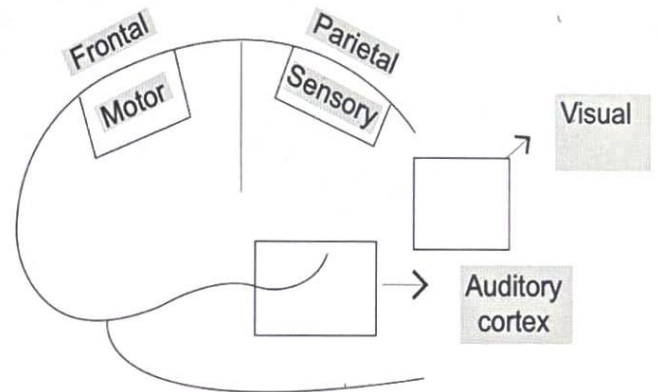 Frontal
Parietal
Motor
Sensory
Visual
Auditory
cortex